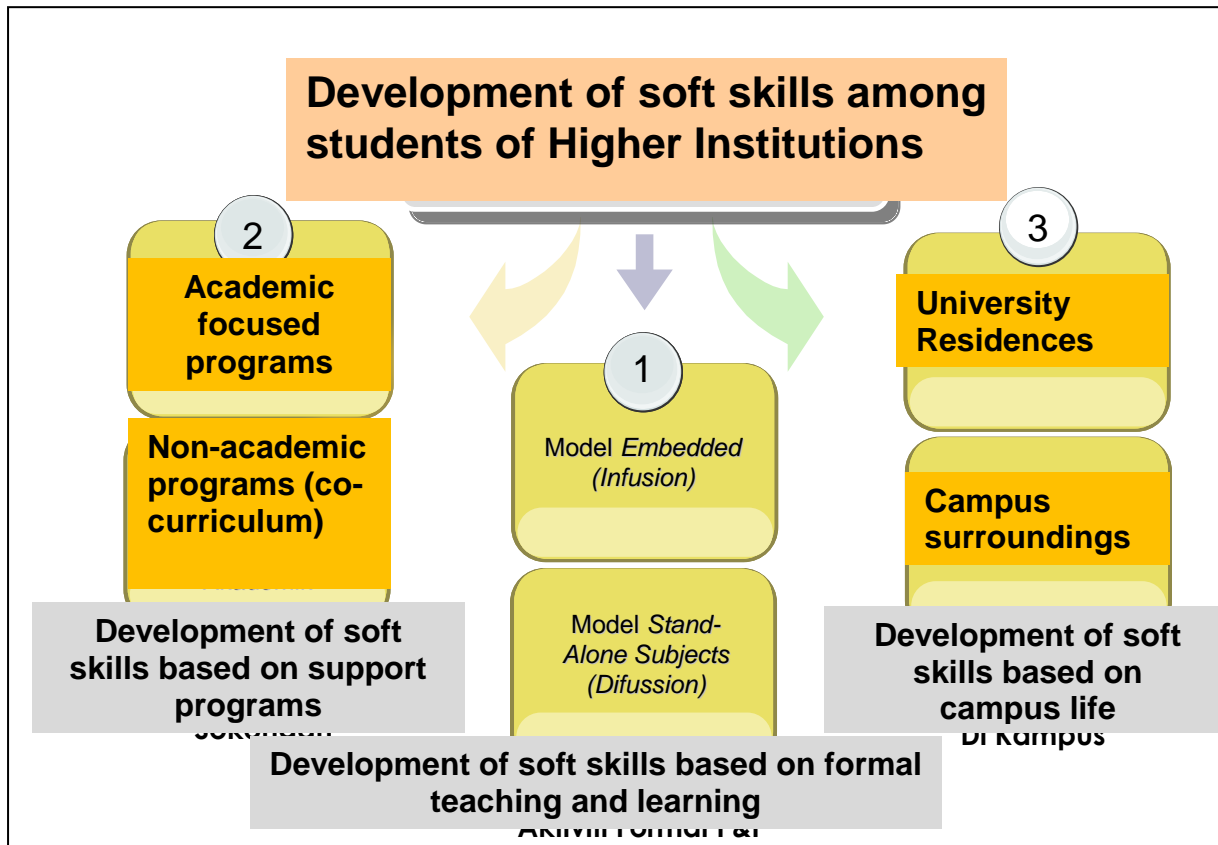 Development of soft skills among
students of Higher Institutions
2
Academic
focused
programs
Non-academic
programs (co-
curriculum)
Development of soft
skills based on support
programs
1
Model Embedded
(Infusion)
Model Stand-
Alone Subjects
(Difussion)
Development of soft skills based on formal
teaching and learning
3
University
Residences
Campus
surroundings
Development of soft
skills based on
campus life
Di Kampus